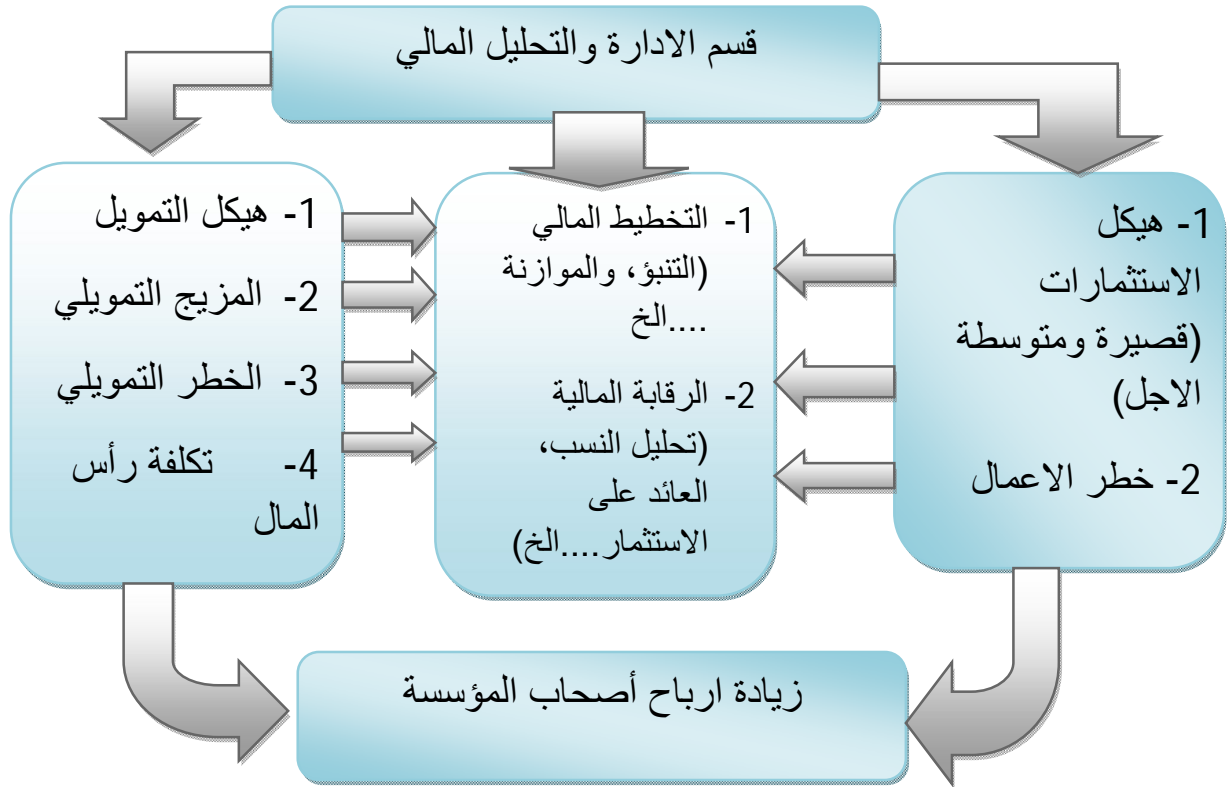 قسم الادارة والتحليل المالي
1- هيكل
الاستثمارات
(قصيرة ومتوسطة
الاجل)
2- خطر الاعمال
1- التخطيط المالي
(التنبؤ، والموازنة
....الخ
2- الرقابة المالية
(تحليل النسب،
العائد على
الاستثمار....الخ)
1- هيكل التمويل
2- المزيج التمويلي
3- الخطر التمويلي
4- تكلفة رأس
المال
زيادة ارباح أصحاب المؤسسة